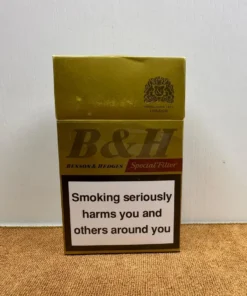 B&H
BENSON & HEDGES
Special Filter
Smoking seriously
harms you and
others around you